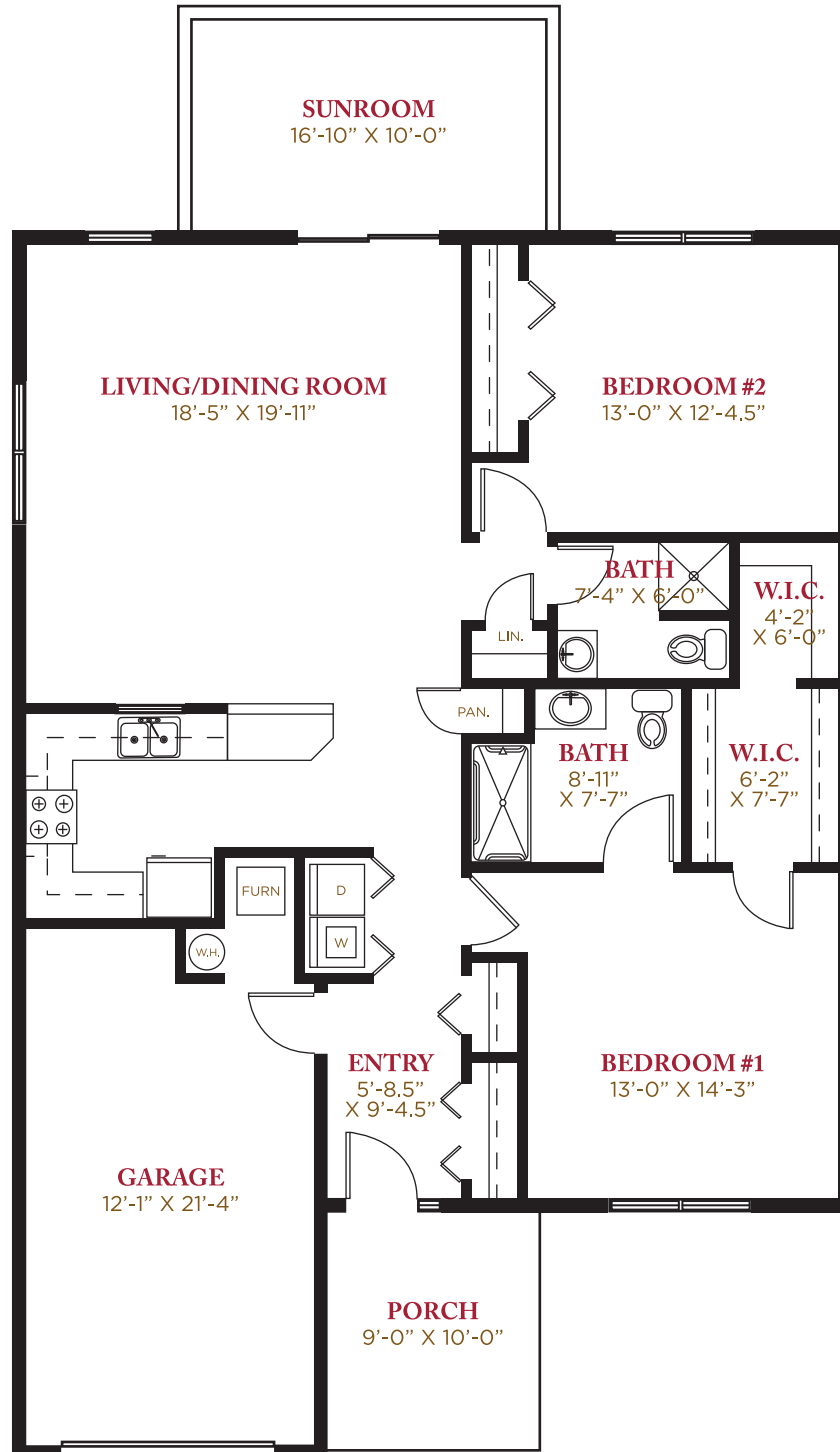 SUNROOM
16'-10" X 10'-0"
LIVING/DINING ROOM
18'-5" X 19'-11"
BEDROOM #2
13'-0" X 12'-4.5"
BATH
7'-4" X 6'-0"
W.I.C.
4'-2"
X 6'-0"
LIN.
PAN.
BATH
8'-11"
X 7'-7"
W.I.C.
6'-2"
X 7'-7"
FURN
D
W
W.H.
ENTRY
5'-8.5"
X 9'-4.5"
BEDROOM #1
13'-0" X 14'-3"
GARAGE
12'-1" X 21'-4"
PORCH
9'-0" X 10'-0"